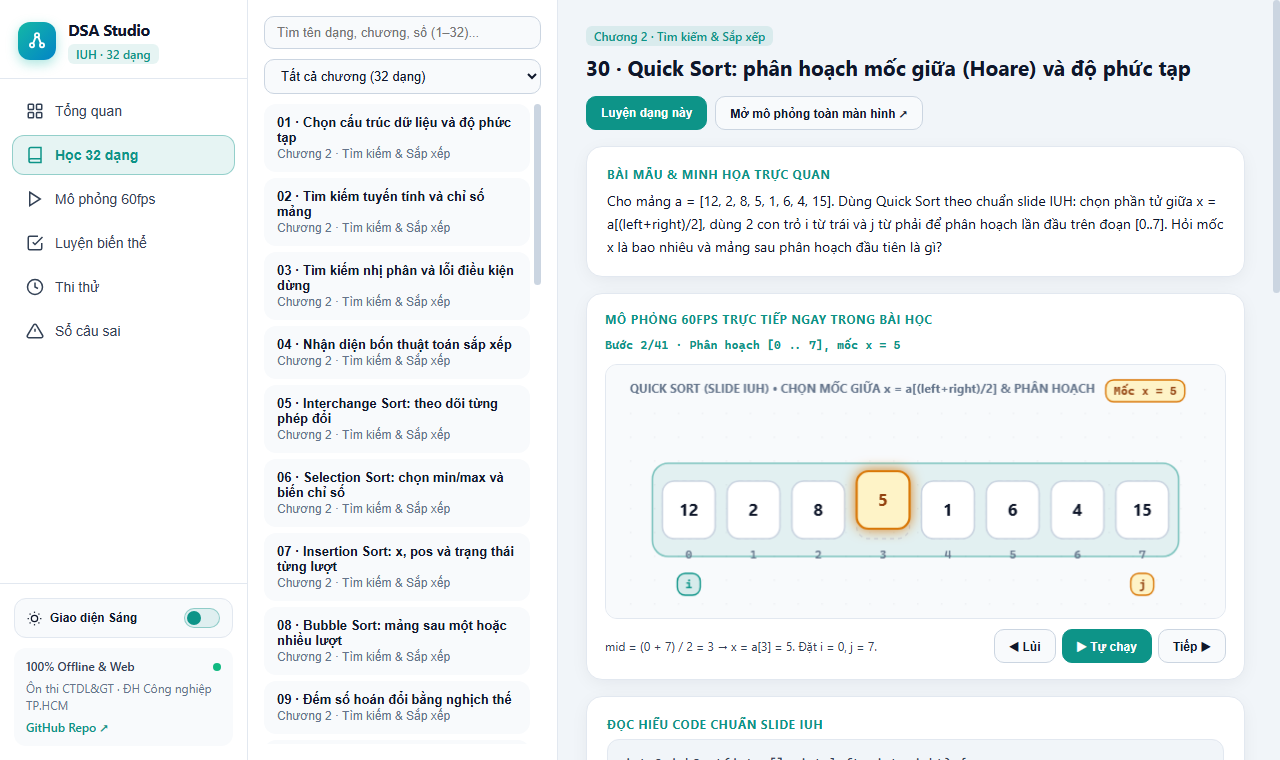 DSA Studio
IUH · 32 dạng
Tổng quan
Học 32 dạng
Mô phỏng 60fps
Luyện biến thể
Thi thử
Sổ câu sai
Giao diện Sáng
100% Offline & Web
Ôn thi CTDL&GT · ĐH Công nghiệp
TP.HCM
GitHub Repo ↗
Tìm tên dạng, chương, số (1–32)...
Tất cả chương (32 dạng)
01 · Chọn cấu trúc dữ liệu và độ phức
tạp
Chương 2 · Tìm kiếm & Sắp xếp
02 · Tìm kiếm tuyến tính và chỉ số
mảng
Chương 2 · Tìm kiếm & Sắp xếp
03 · Tìm kiếm nhị phân và lỗi điều kiện
dừng
Chương 2 · Tìm kiếm & Sắp xếp
04 · Nhận diện bốn thuật toán sắp xếp
Chương 2 · Tìm kiếm & Sắp xếp
05 · Interchange Sort: theo dõi từng
phép đổi
Chương 2 · Tìm kiếm & Sắp xếp
06 · Selection Sort: chọn min/max và
biến chỉ số
Chương 2 · Tìm kiếm & Sắp xếp
07 · Insertion Sort: x, pos và trạng thái
từng lượt
Chương 2 · Tìm kiếm & Sắp xếp
08 · Bubble Sort: mảng sau một hoặc
nhiều lượt
Chương 2 · Tìm kiếm & Sắp xếp
09 · Đếm số hoán đổi bằng nghịch thế
Chương 2 · Tìm kiếm & Sắp xếp
Chương 2 · Tìm kiếm & Sắp xếp
30 · Quick Sort: phân hoạch mốc giữa (Hoare) và độ phức tạp
Luyện dạng này
Mở mô phỏng toàn màn hình ↗
BÀI MẪU & MINH HỌA TRỰC QUAN
Cho mảng a = [12, 2, 8, 5, 1, 6, 4, 15]. Dùng Quick Sort theo chuẩn slide IUH: chọn phần tử giữa x =
a[(left+right)/2], dùng 2 con trỏ i từ trái và j từ phải để phân hoạch lần đầu trên đoạn [0..7]. Hỏi mốc
x là bao nhiêu và mảng sau phân hoạch đầu tiên là gì?
MÔ PHỎNG 60FPS TRỰC TIẾP NGAY TRONG BÀI HỌC
Bước 2/41 · Phân hoạch [0 .. 7], mốc x = 5
QUICK SORT (SLIDE IUH) • CHỌN MỐC GIỮA x = a[(left+right)/2] & PHÂN HOẠCH
Mốc x = 5
12 2 8 5 1 6 4 15
0 1 2 3 4 5 6 7
i j
mid = (0 + 7) / 2 = 3 → x = a[3] = 5. Đặt i = 0, j = 7.
◀ Lùi
▶ Tự chạy
Tiếp ▶
ĐỌC HIỂU CODE CHUẨN SLIDE IUH